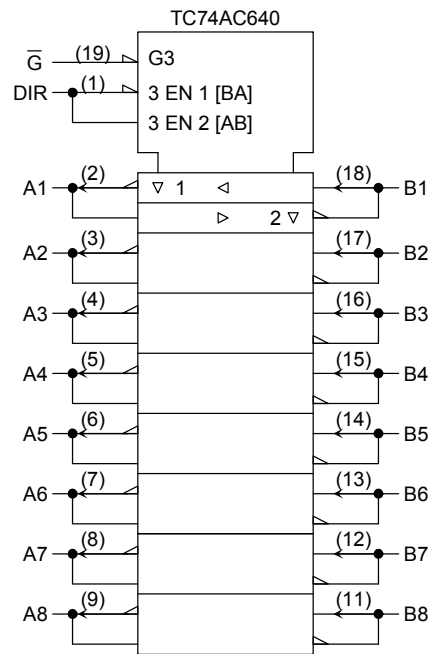 TC74AC640
G̅ (19) G3
DIR (1) 3 EN 1 [BA]
3 EN 2 [AB]
A1 (2) ▽ 1 ◁ (18) B1
▷ 2 ▽
A2 (3) (17) B2
A3 (4) (16) B3
A4 (5) (15) B4
A5 (6) (14) B5
A6 (7) (13) B6
A7 (8) (12) B7
A8 (9) (11) B8